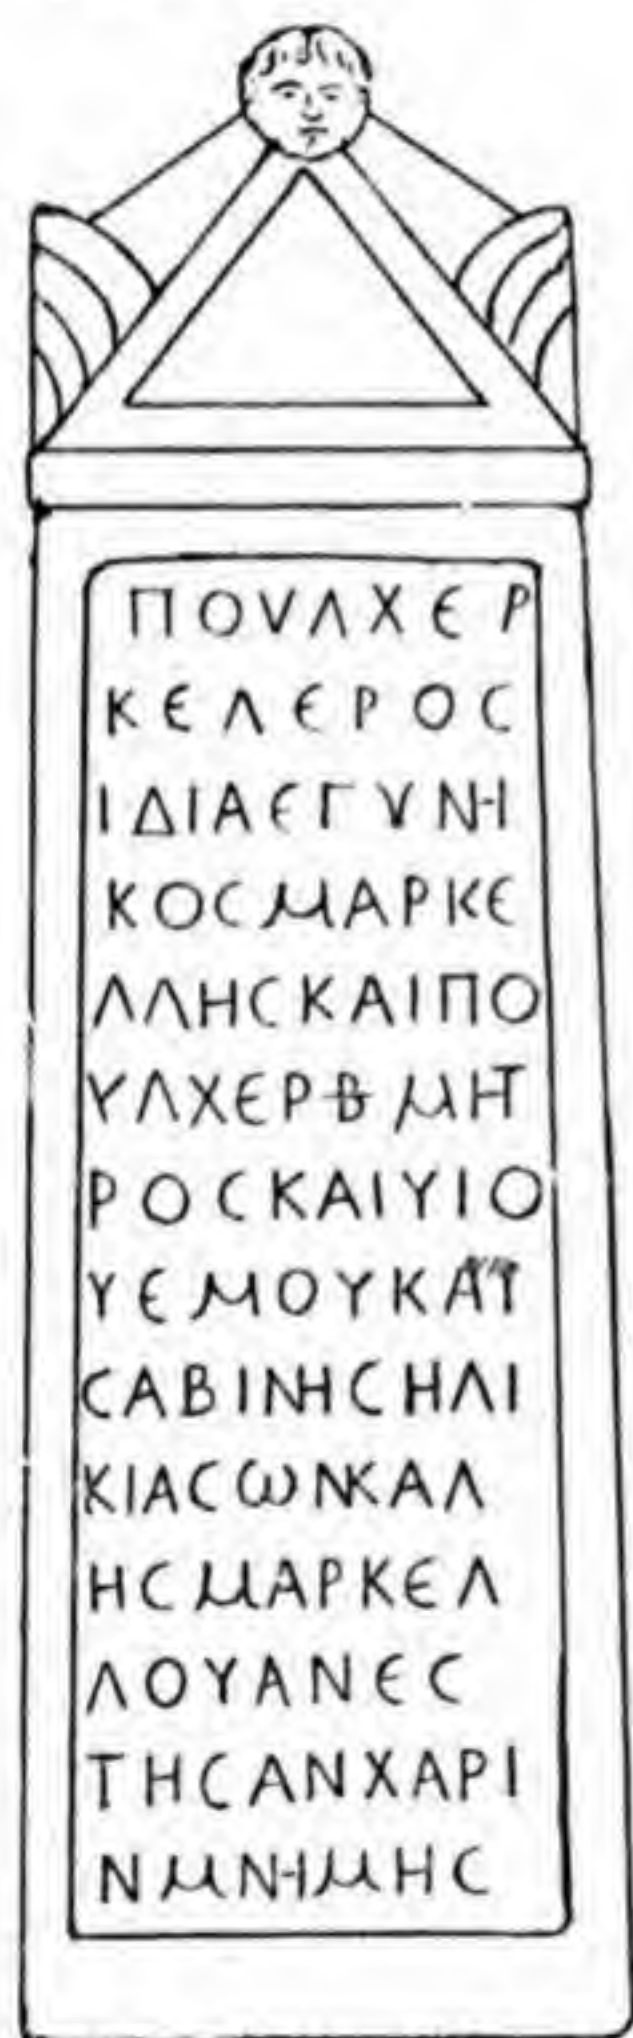 ΠΟΥΛΧΕΡ
ΚΕΛΕΡΟϹ
ΙΔΙΑΕΓΥΝΗ
ΚΟϹΜΑΡΚΕ
ΛΛΗϹΚΑΙΠΟ
ΥΛΧΕΡΒΜΗΤ
ΡΟϹΚΑΙΥΙΟ
ΥΕΜΟΥΚΑΙ
ϹΑΒΙΝΗϹΗΛΙ
ΚΙΑϹΩΝΚΑΛ
ΗϹΜΑΡΚΕΛ
ΛΟΥΑΝΕϹ
ΤΗϹΑΝΧΑΡΙ
ΝΜΝΗΜΗϹ